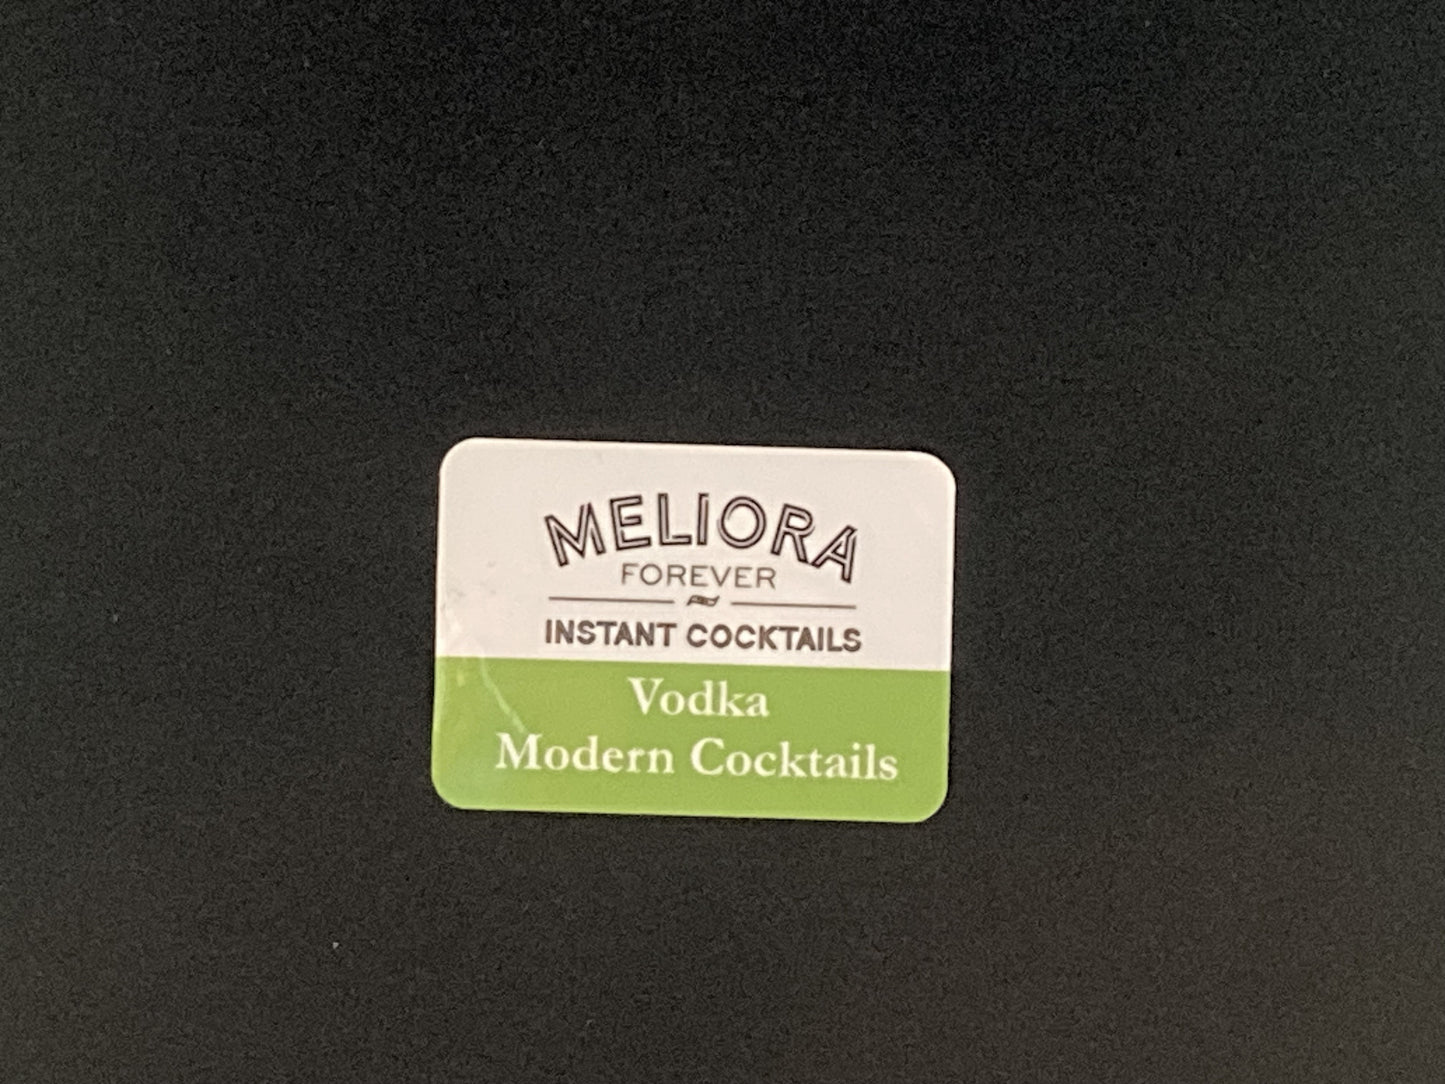 MELIORA
FOREVER
INSTANT COCKTAILS
Vodka
Modern Cocktails